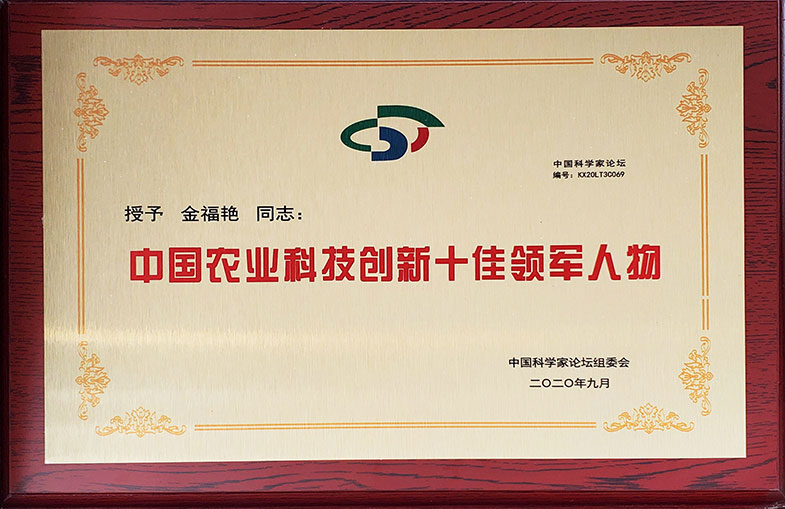 中国科学家论坛
编号：KX20LT3C069
授予 金福艳 同志：
中国农业科技创新十佳领军人物
中国科学家论坛组委会
二〇二〇年九月